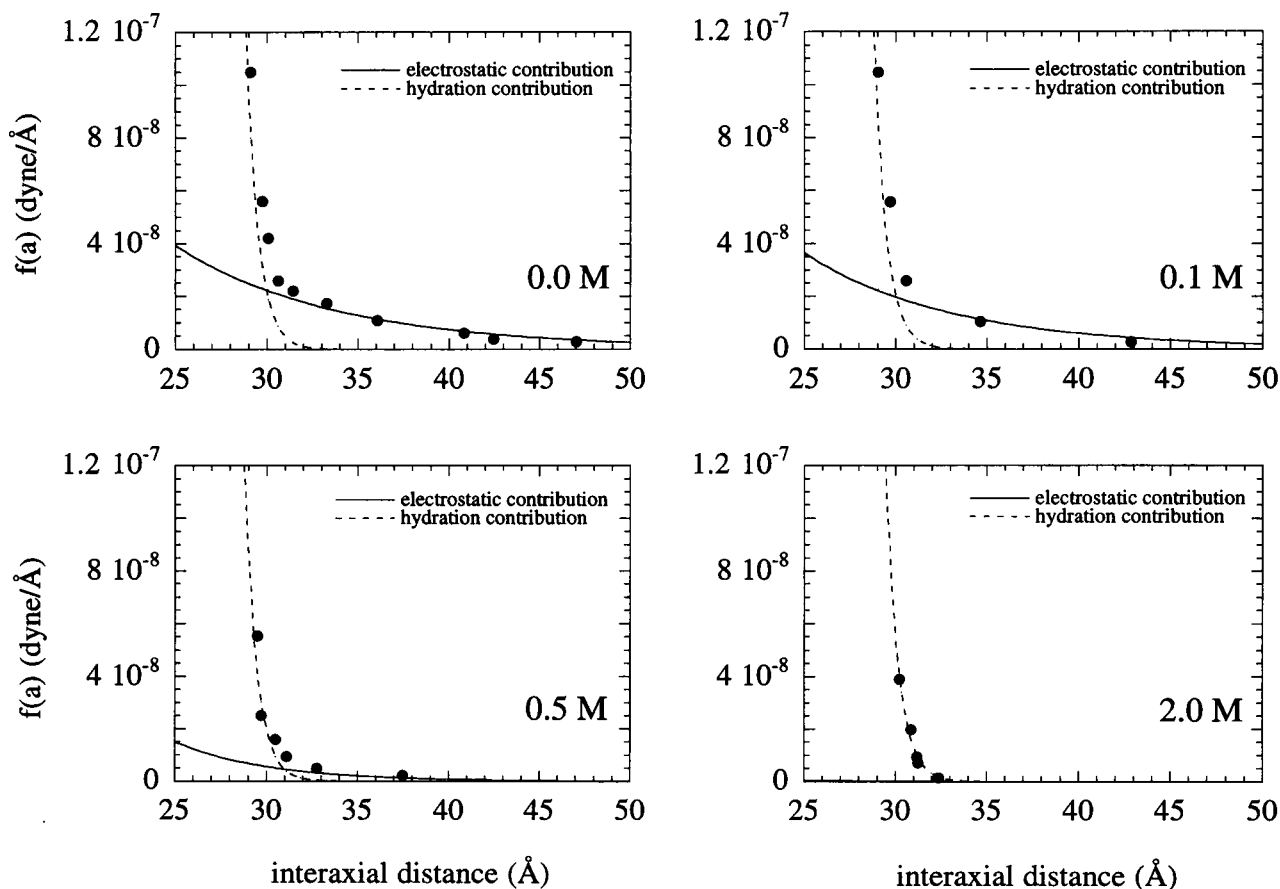 1.2 10⁻⁷
electrostatic contribution
hydration contribution
8 10⁻⁸
4 10⁻⁸
0
f(a) (dyne/Å)
0.0 M
25 30 35 40 45 50
1.2 10⁻⁷
electrostatic contribution
hydration contribution
8 10⁻⁸
4 10⁻⁸
0
0.1 M
25 30 35 40 45 50
1.2 10⁻⁷
electrostatic contribution
hydration contribution
8 10⁻⁸
4 10⁻⁸
0
f(a) (dyne/Å)
0.5 M
25 30 35 40 45 50
interaxial distance (Å)
1.2 10⁻⁷
electrostatic contribution
hydration contribution
8 10⁻⁸
4 10⁻⁸
0
2.0 M
25 30 35 40 45 50
interaxial distance (Å)